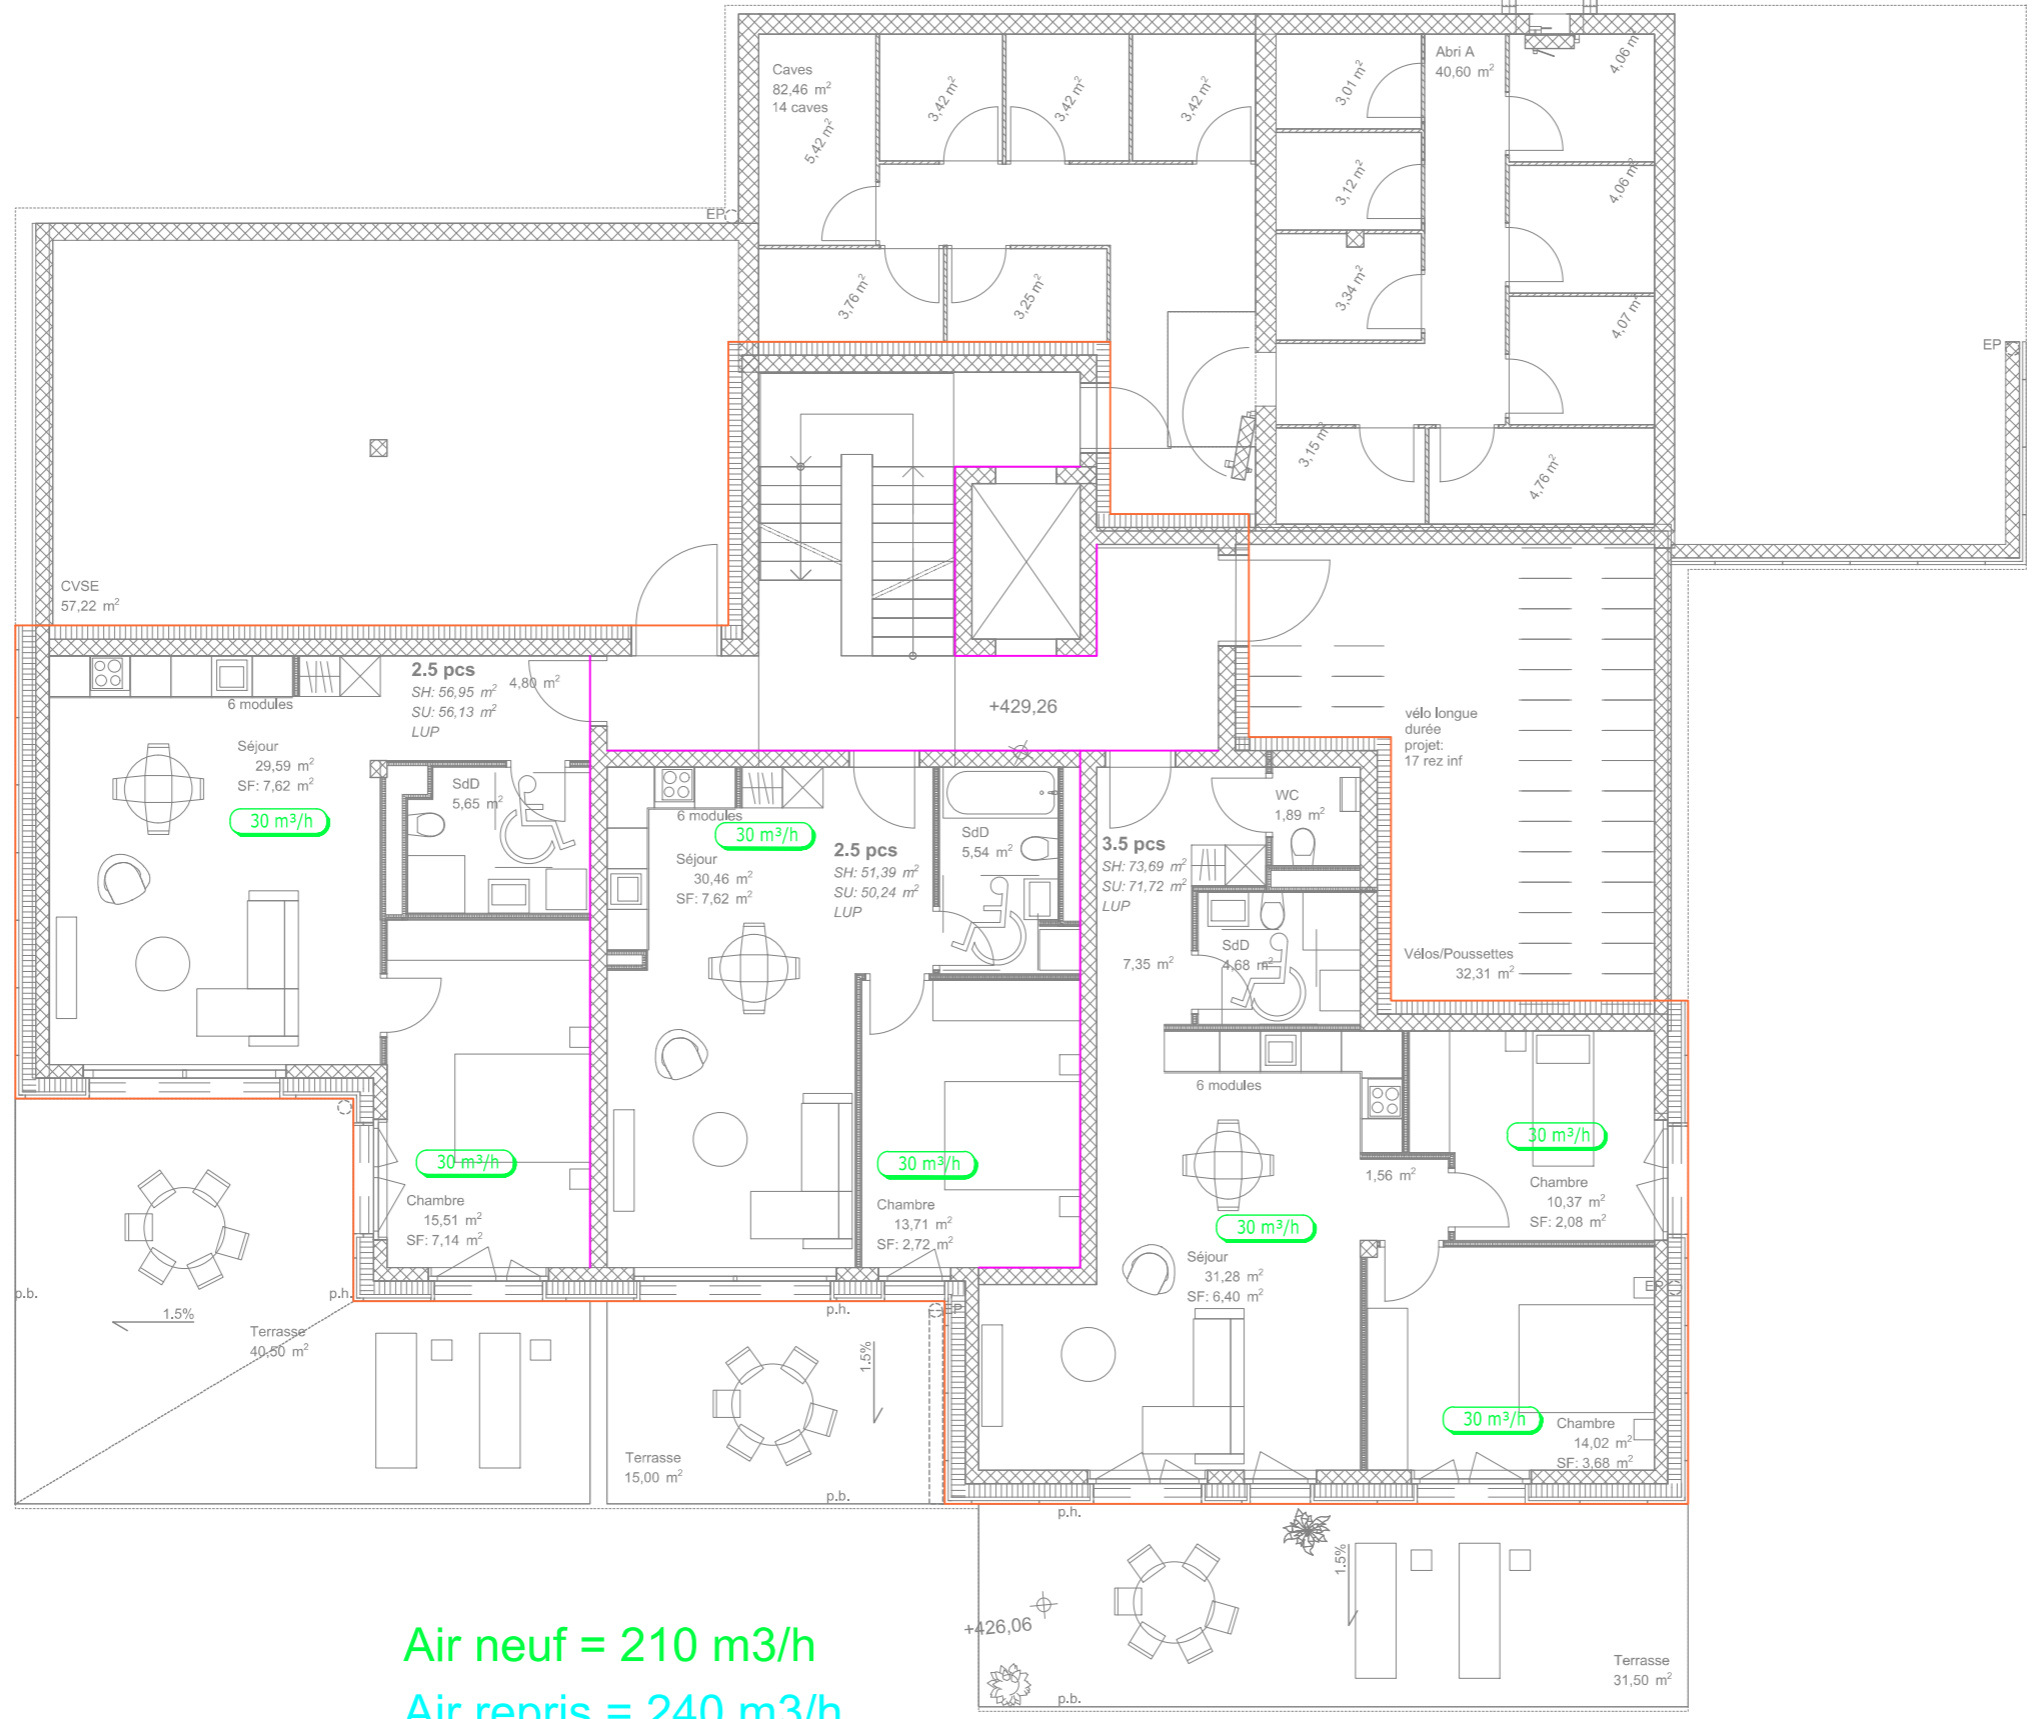 Caves
82,46 m²
14 caves
5,42 m²
3,42 m²
3,42 m²
3,42 m²
3,01 m²
Abri A
40,60 m²
4,06 m²
3,12 m²
4,06 m²
EP
3,76 m²
3,25 m²
3,34 m²
4,07 m²
EP
3,15 m²
4,76 m²
CVSE
57,22 m²
2.5 pcs
SH: 56,95 m²
SU: 56,13 m²
LUP
4,80 m²
6 modules
Séjour
29,59 m²
SF: 7,62 m²
30 m³/h
SdD
5,65 m²
+429,26
vélo longue
durée
projet:
17 rez inf
6 modules
30 m³/h
Séjour
30,46 m²
SF: 7,62 m²
2.5 pcs
SH: 51,39 m²
SU: 50,24 m²
LUP
SdD
5,54 m²
3.5 pcs
SH: 73,69 m²
SU: 71,72 m²
LUP
WC
1,89 m²
7,35 m²
SdD
4,68 m²
Vélos/Poussettes
32,31 m²
6 modules
30 m³/h
Chambre
15,51 m²
SF: 7,14 m²
30 m³/h
Chambre
13,71 m²
SF: 2,72 m²
30 m³/h
Chambre
10,37 m²
SF: 2,08 m²
1,56 m²
30 m³/h
Séjour
31,28 m²
SF: 6,40 m²
EP
p.b.
p.h.
p.h.
EP
1.5%
Terrasse
40,50 m²
1.5%
30 m³/h
Chambre
14,02 m²
SF: 3,68 m²
Terrasse
15,00 m²
p.b.
p.h.
1.5%
+426,06
Terrasse
31,50 m²
p.b.
Air neuf = 210 m3/h
Air repris = 240 m3/h